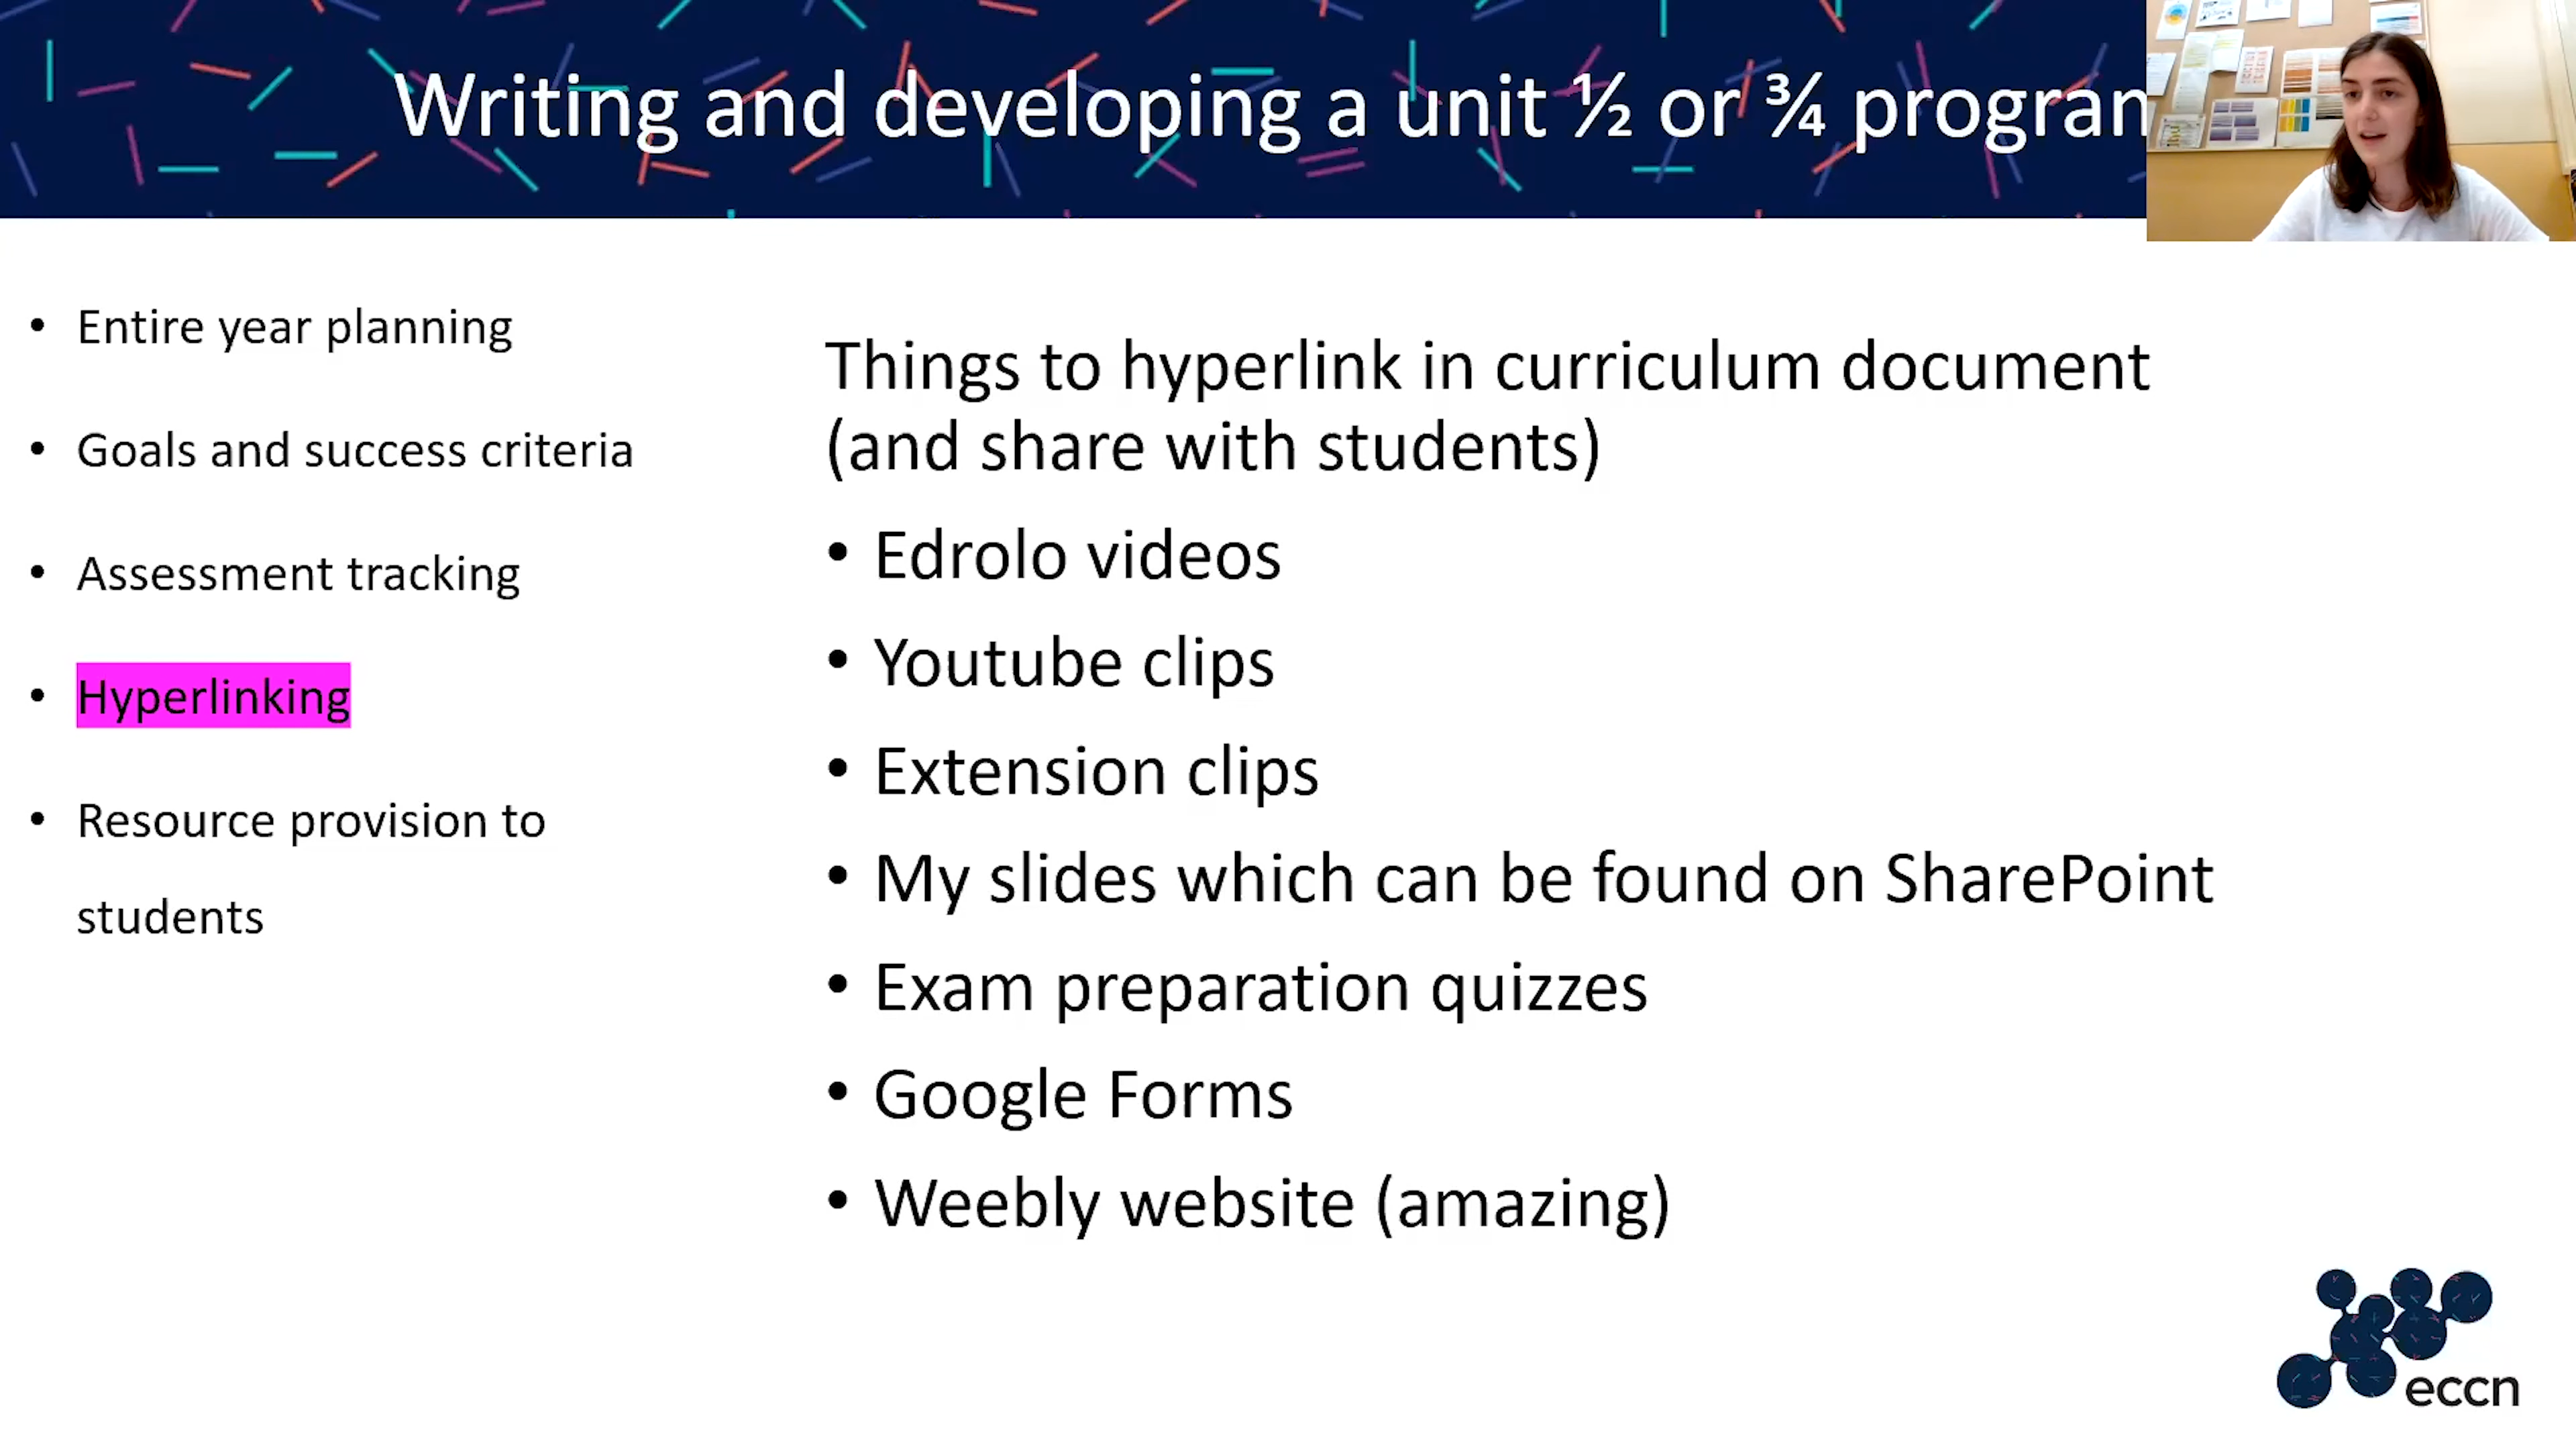 Writing and developing a unit ½ or ¾ program
• Entire year planning
• Goals and success criteria
• Assessment tracking
• Hyperlinking
• Resource provision to
students
Things to hyperlink in curriculum document
(and share with students)
• Edrolo videos
• Youtube clips
• Extension clips
• My slides which can be found on SharePoint
• Exam preparation quizzes
• Google Forms
• Weebly website (amazing)
eccn